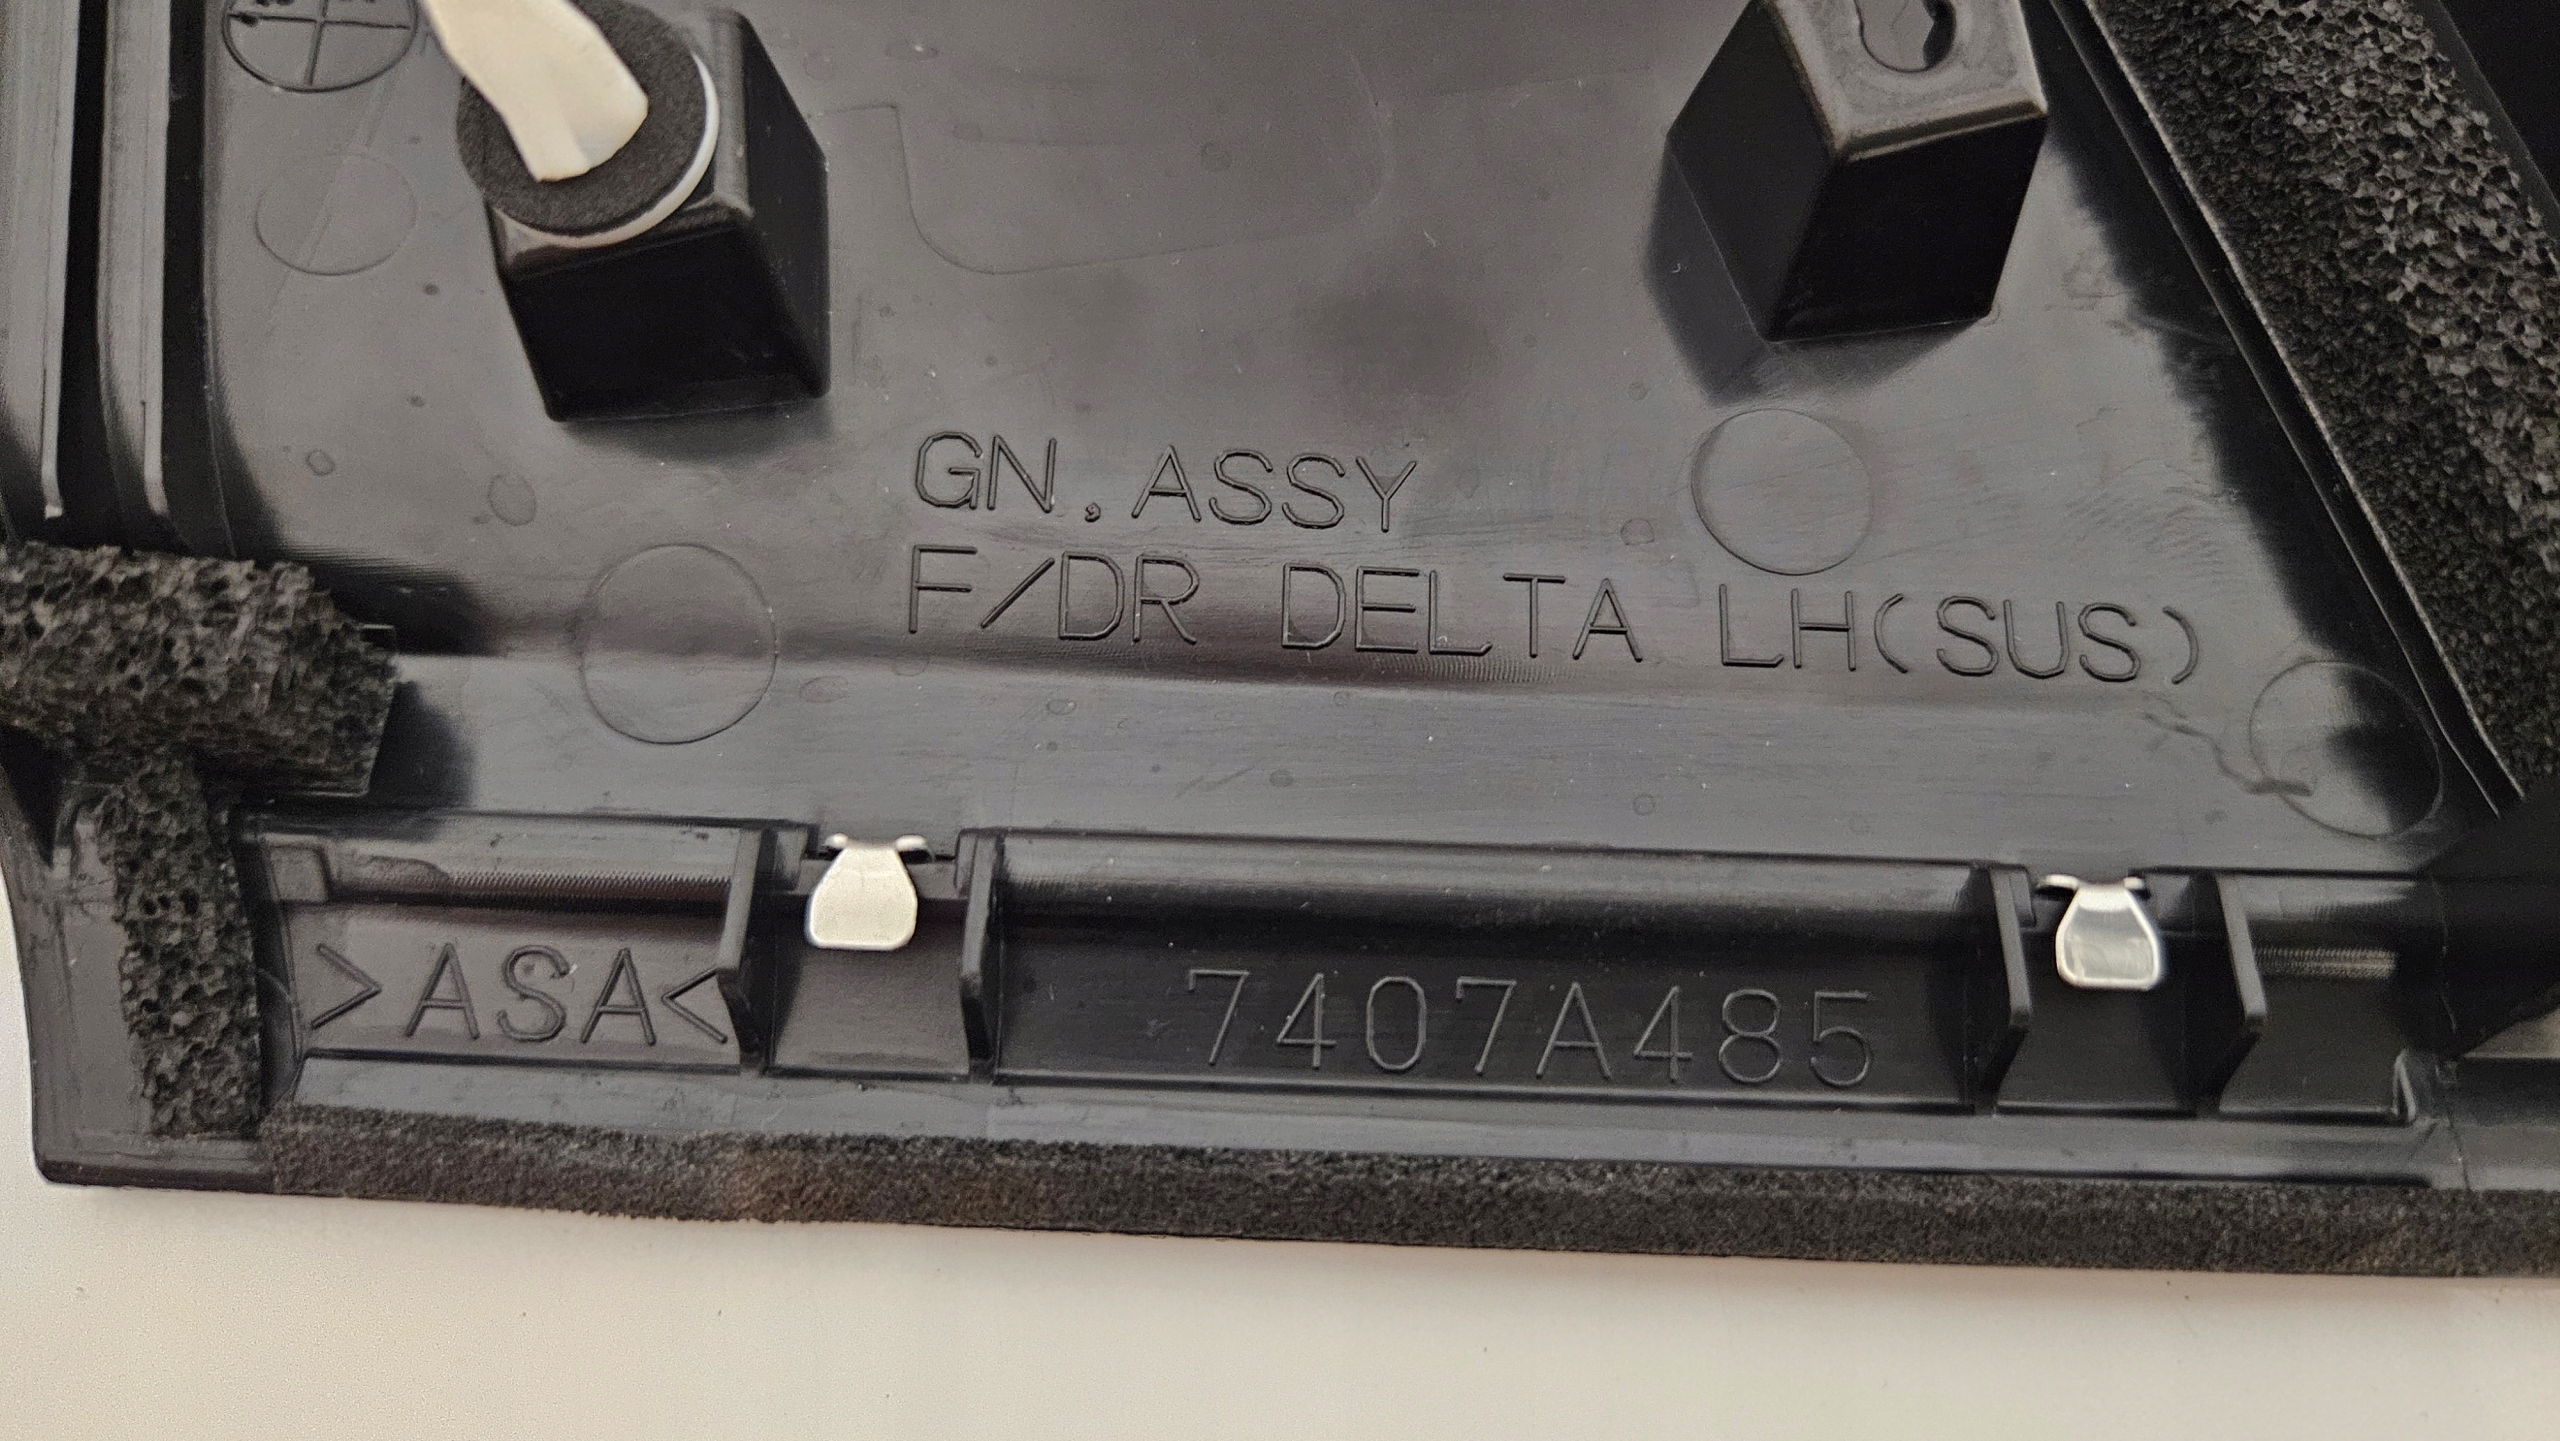 GN,ASSY
F/DR DELTA LH(SUS)
>ASA<
7407A485